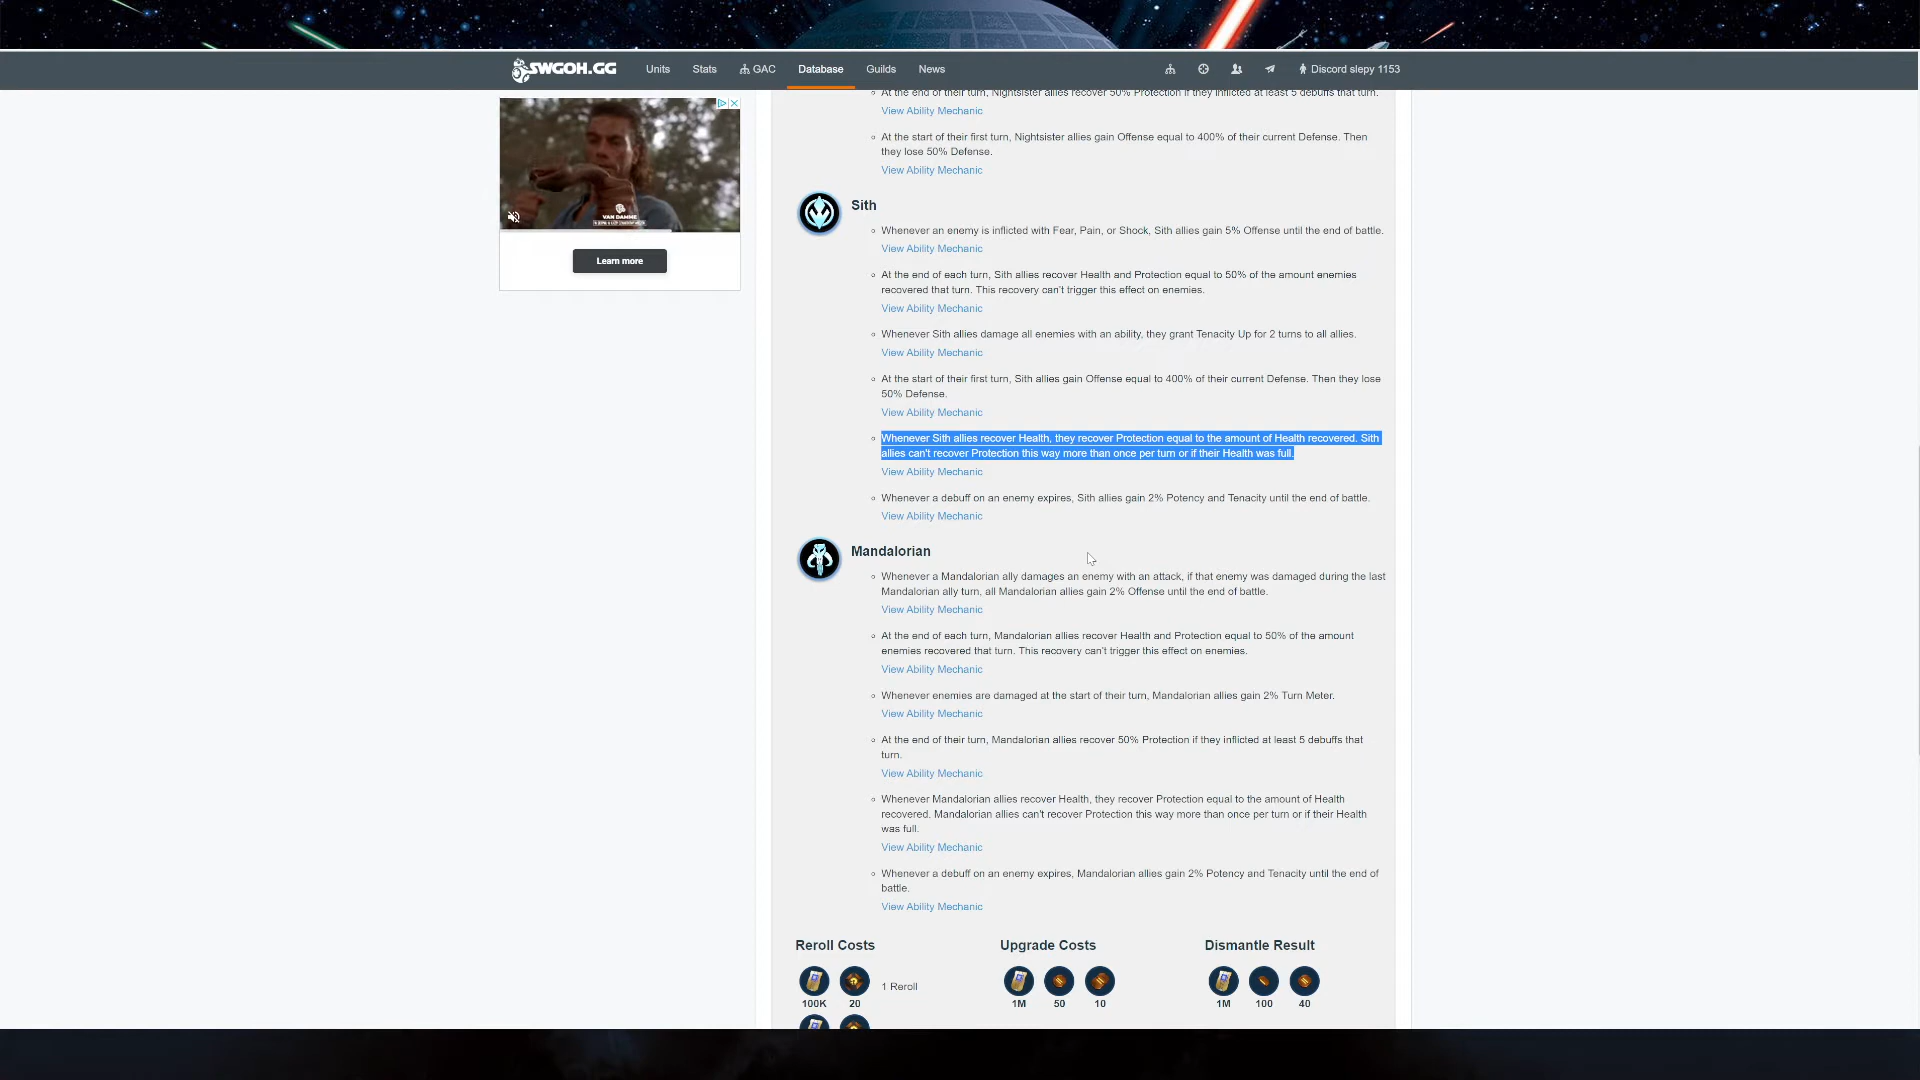 SWGOH.GG
Units
Stats
GAC
Database
Guilds
News
Discord slepy 1153
At the end of their turn, Nightsister allies recover 50% Protection if they inflicted at least 5 debuffs that turn.
View Ability Mechanic
At the start of their first turn, Nightsister allies gain Offense equal to 400% of their current Defense. Then
they lose 50% Defense.
View Ability Mechanic
VAN DAMME
Learn more
Sith
Whenever an enemy is inflicted with Fear, Pain, or Shock, Sith allies gain 5% Offense until the end of battle.
View Ability Mechanic
At the end of each turn, Sith allies recover Health and Protection equal to 50% of the amount enemies
recovered that turn. This recovery can't trigger this effect on enemies.
View Ability Mechanic
Whenever Sith allies damage all enemies with an ability, they grant Tenacity Up for 2 turns to all allies.
View Ability Mechanic
At the start of their first turn, Sith allies gain Offense equal to 400% of their current Defense. Then they lose
50% Defense.
View Ability Mechanic
Whenever Sith allies recover Health, they recover Protection equal to the amount of Health recovered. Sith
allies can't recover Protection this way more than once per turn or if their Health was full.
View Ability Mechanic
Whenever a debuff on an enemy expires, Sith allies gain 2% Potency and Tenacity until the end of battle.
View Ability Mechanic
Mandalorian
Whenever a Mandalorian ally damages an enemy with an attack, if that enemy was damaged during the last
Mandalorian ally turn, all Mandalorian allies gain 2% Offense until the end of battle.
View Ability Mechanic
At the end of each turn, Mandalorian allies recover Health and Protection equal to 50% of the amount
enemies recovered that turn. This recovery can't trigger this effect on enemies.
View Ability Mechanic
Whenever enemies are damaged at the start of their turn, Mandalorian allies gain 2% Turn Meter.
View Ability Mechanic
At the end of their turn, Mandalorian allies recover 50% Protection if they inflicted at least 5 debuffs that
turn.
View Ability Mechanic
Whenever Mandalorian allies recover Health, they recover Protection equal to the amount of Health
recovered. Mandalorian allies can't recover Protection this way more than once per turn or if their Health
was full.
View Ability Mechanic
Whenever a debuff on an enemy expires, Mandalorian allies gain 2% Potency and Tenacity until the end of
battle.
View Ability Mechanic
Reroll Costs
100K
20
1 Reroll
Upgrade Costs
1M
50
10
Dismantle Result
1M
100
40